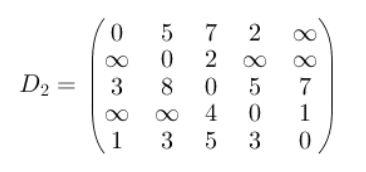 0 5 7 2 ∞
∞ 0 2 ∞ ∞
D₂ = 3 8 0 5 7
∞ ∞ 4 0 1
1 3 5 3 0